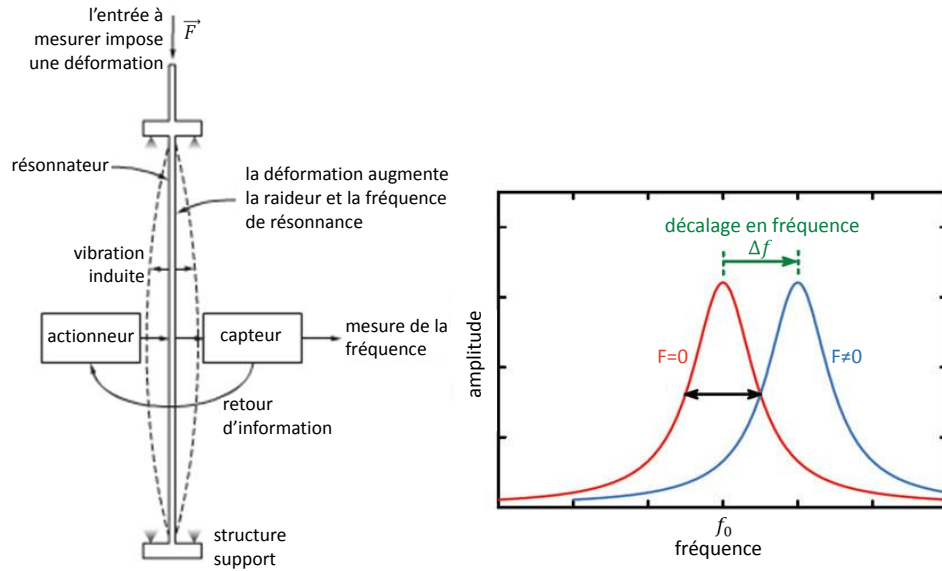 l'entrée à
mesurer impose
une déformation
F
résonnateur
la déformation augmente
la raideur et la fréquence
de résonnance
vibration
induite
actionneur
capteur
mesure de la
fréquence
retour
d'information
structure
support
décalage en fréquence
Δf
F=0
F≠0
amplitude
f₀
fréquence